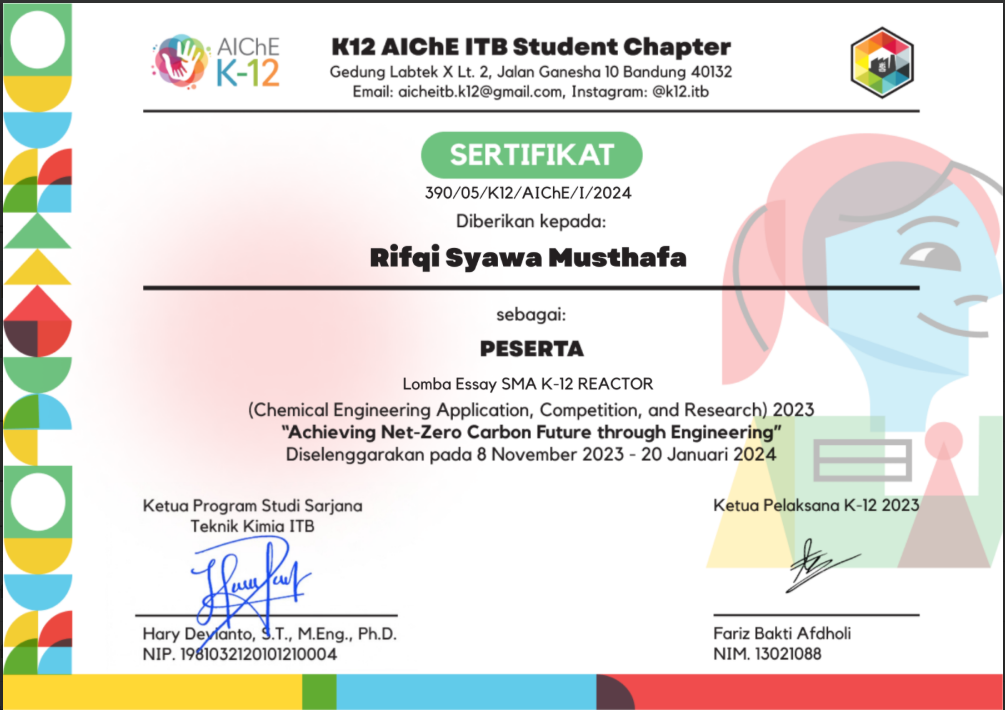 AIChE
K-12
K12 AIChE ITB Student Chapter
Gedung Labtek X Lt. 2, Jalan Ganesha 10 Bandung 40132
Email: aicheitb.k12@gmail.com, Instagram: @k12.itb
SERTIFIKAT
390/05/K12/AIChE/I/2024
Diberikan kepada:
Rifqi Syawa Musthafa
sebagai:
PESERTA
Lomba Essay SMA K-12 REACTOR
(Chemical Engineering Application, Competition, and Research) 2023
"Achieving Net-Zero Carbon Future through Engineering"
Diselenggarakan pada 8 November 2023 - 20 Januari 2024
Ketua Program Studi Sarjana
Teknik Kimia ITB
Hary Devianto, S.T., M.Eng., Ph.D.
NIP. 1981032120101210004
Ketua Pelaksana K-12 2023
Fariz Bakti Afdholi
NIM. 13021088